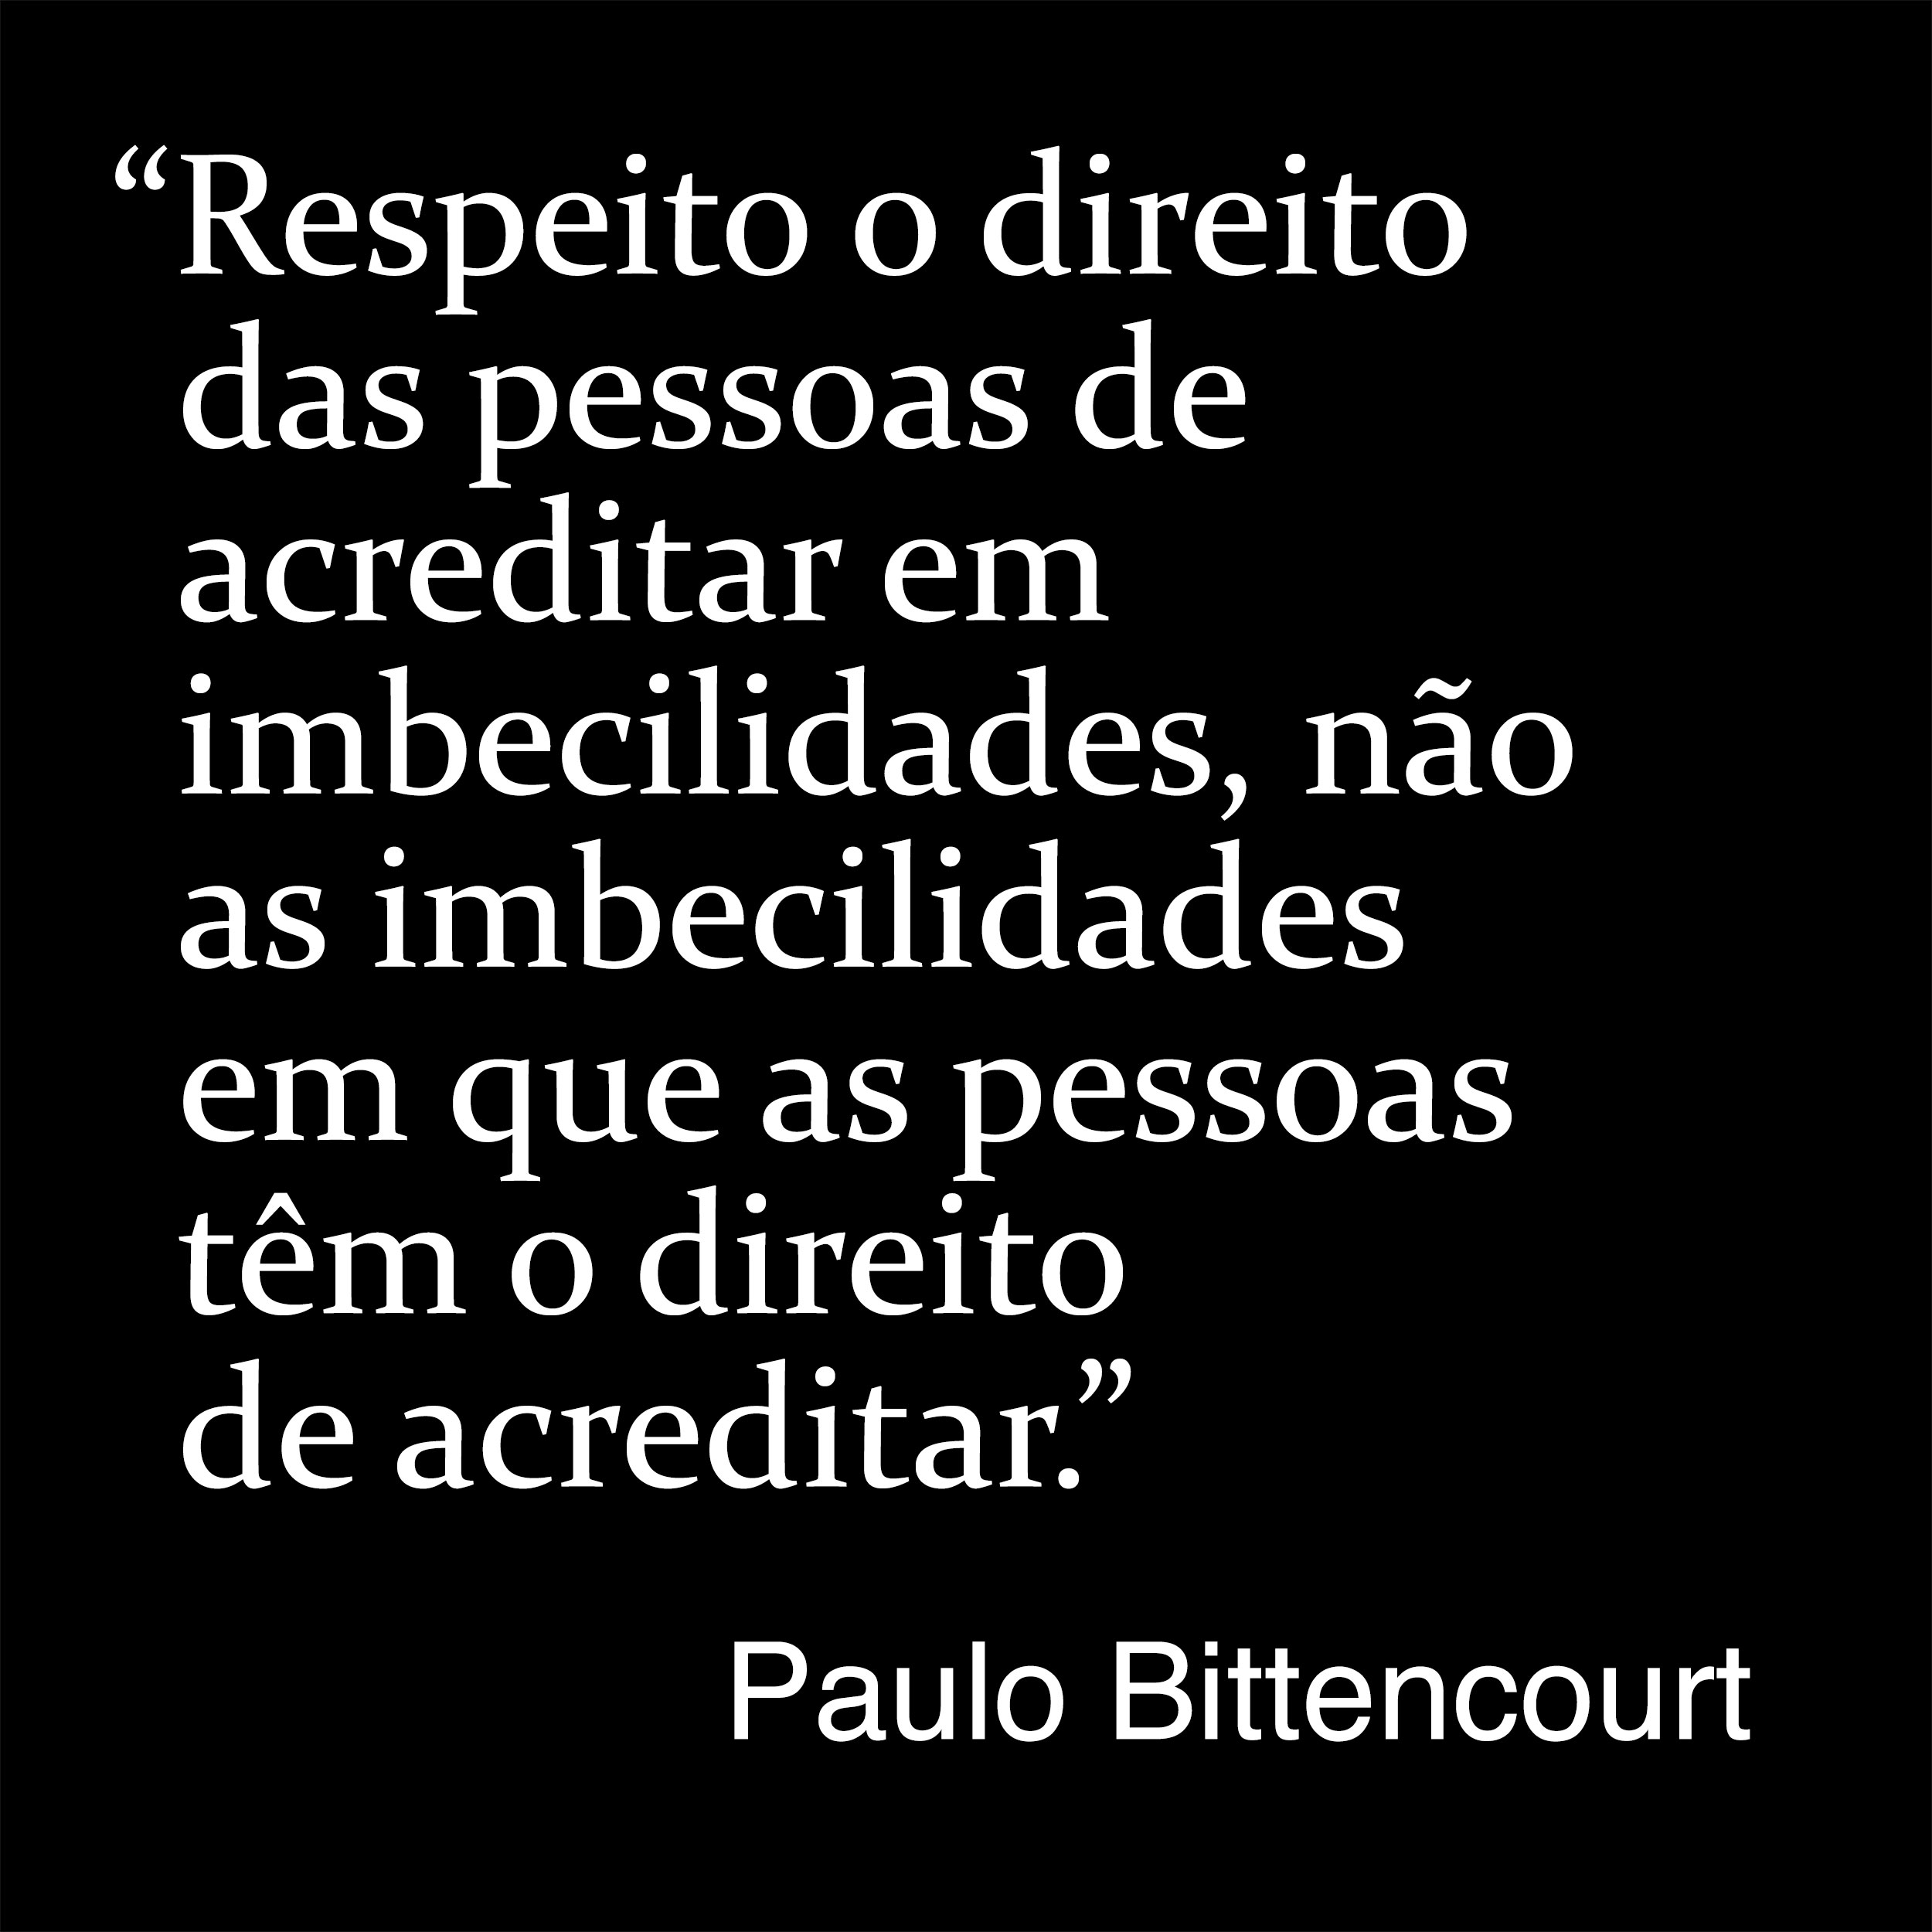 “Respeito o direito
das pessoas de
acreditar em
imbecilidades, não
as imbecilidades
em que as pessoas
têm o direito
de acreditar.”
Paulo Bittencourt